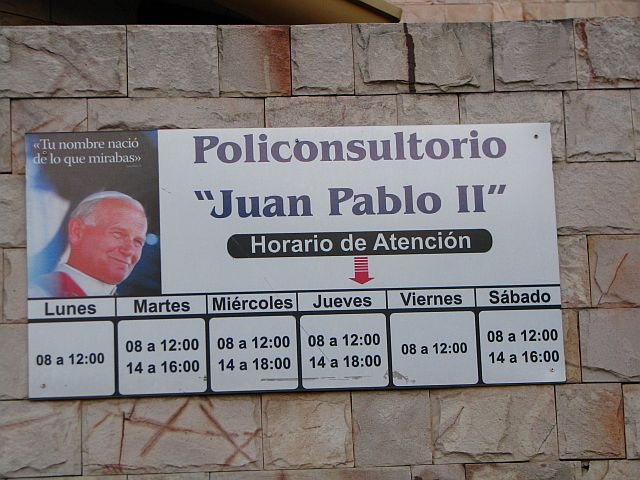 «Tu nombre nació
de lo que mirabas»
Policonsultorio
"Juan Pablo II"
Horario de Atención
Lunes Martes Miércoles Jueves Viernes Sábado
08 a 12:00 08 a 12:00 08 a 12:00 08 a 12:00 08 a 12:00 08 a 12:00
14 a 16:00 14 a 18:00 14 a 18:00 14 a 16:00